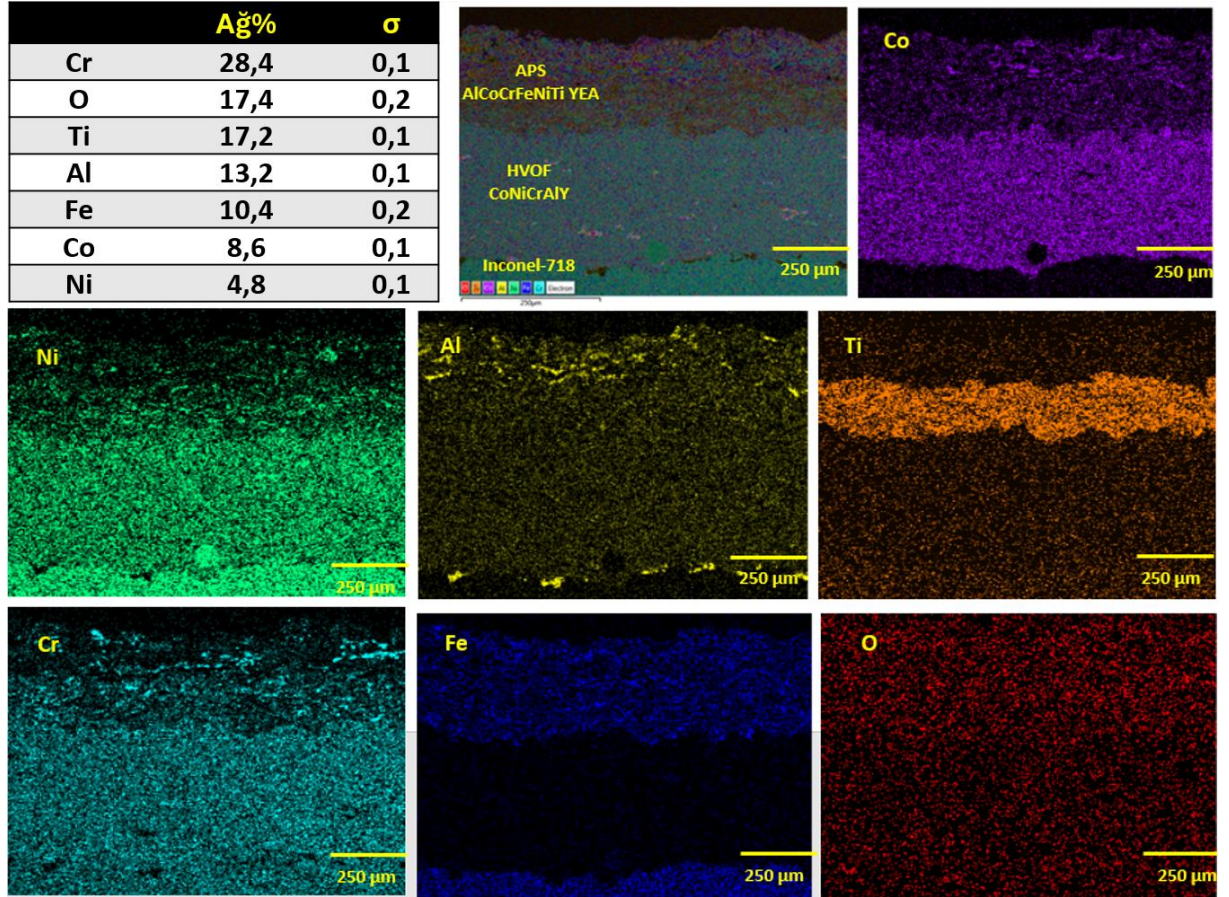 Ağ% σ
Cr 28,4 0,1
O 17,4 0,2
Ti 17,2 0,1
Al 13,2 0,1
Fe 10,4 0,2
Co 8,6 0,1
Ni 4,8 0,1
APS
AlCoCrFeNiTi YEA
HVOF
CoNiCrAlY
Inconel-718
250 µm
Electron
250µm
Co
250 µm
Ni
250 µm
Al
250 µm
Ti
250 µm
Cr
250 µm
Fe
250 µm
O
250 µm